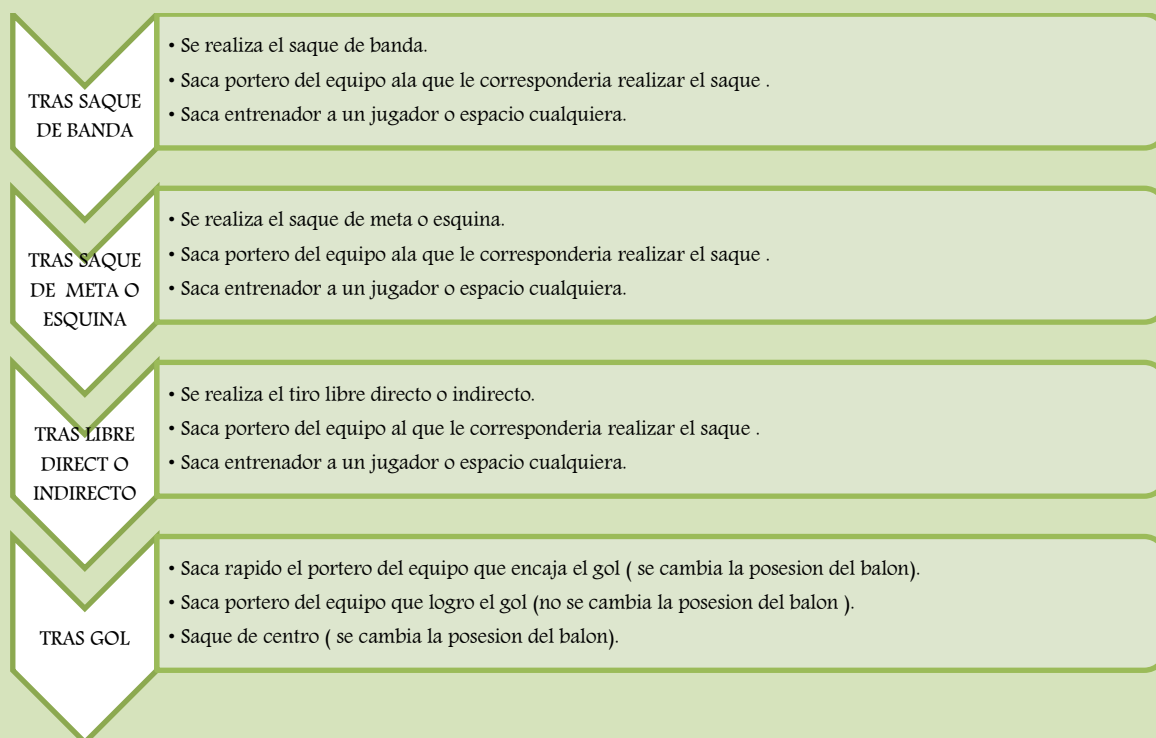 TRAS SAQUE
DE BANDA
• Se realiza el saque de banda.
• Saca portero del equipo ala que le corresponderia realizar el saque .
• Saca entrenador a un jugador o espacio cualquiera.
TRAS SAQUE
DE META O
ESQUINA
• Se realiza el saque de meta o esquina.
• Saca portero del equipo ala que le corresponderia realizar el saque .
• Saca entrenador a un jugador o espacio cualquiera.
TRAS LIBRE
DIRECT O
INDIRECTO
• Se realiza el tiro libre directo o indirecto.
• Saca portero del equipo al que le corresponderia realizar el saque .
• Saca entrenador a un jugador o espacio cualquiera.
TRAS GOL
• Saca rapido el portero del equipo que encaja el gol ( se cambia la posesion del balon).
• Saca portero del equipo que logro el gol (no se cambia la posesion del balon ).
• Saque de centro ( se cambia la posesion del balon).